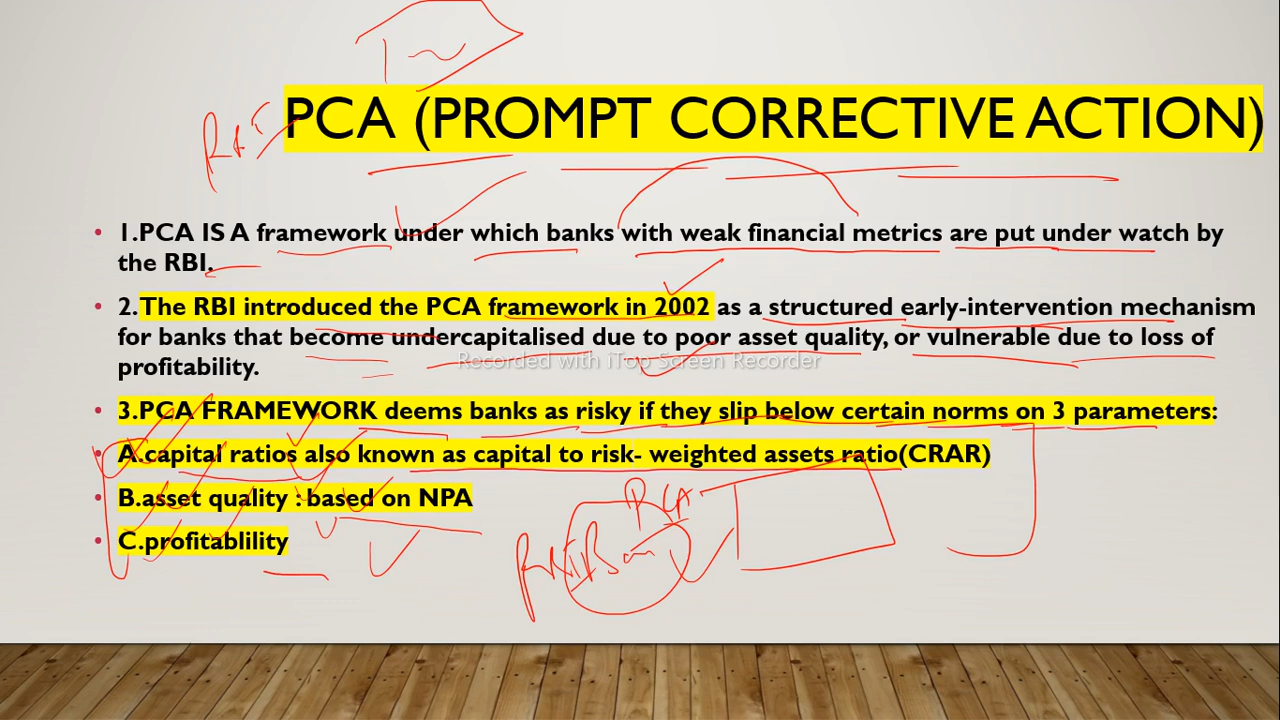 PCA (PROMPT CORRECTIVE ACTION)
• 1.PCA IS A framework under which banks with weak financial metrics are put under watch by
the RBI.
• 2.The RBI introduced the PCA framework in 2002 as a structured early-intervention mechanism
for banks that become undercapitalised due to poor asset quality, or vulnerable due to loss of
profitability.
Recorded with iTop Screen Recorder
• 3.PCA FRAMEWORK deems banks as risky if they slip below certain norms on 3 parameters:
• A.capital ratios also known as capital to risk- weighted assets ratio(CRAR)
• B.asset quality : based on NPA
• C.profitablility